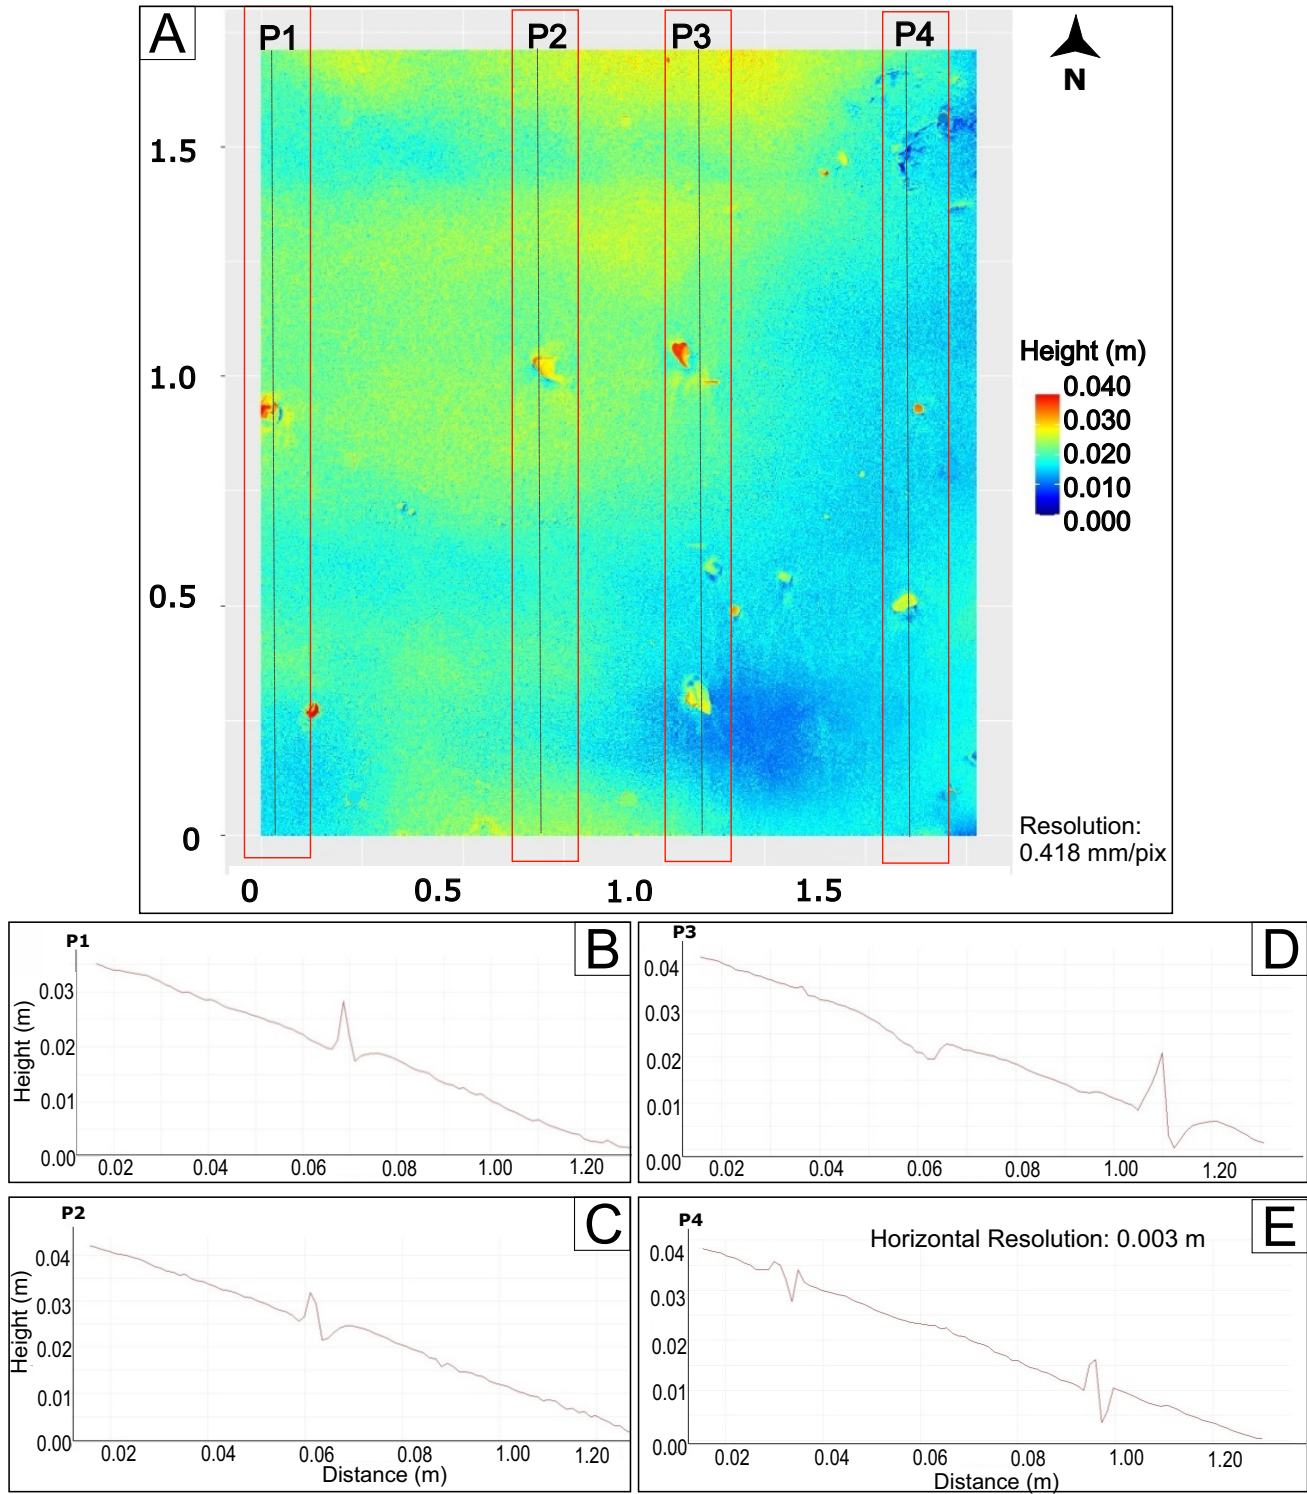 A
P1
P2
P3
P4
N
1.5
1.0
0.5
0
0
0.5
1.0
1.5
Height (m)
0.040
0.030
0.020
0.010
0.000
Resolution:
0.418 mm/pix
P1
B
Height (m)
0.03
0.02
0.01
0.00
0.02
0.04
0.06
0.08
1.00
1.20
P3
D
0.04
0.03
0.02
0.01
0.00
0.02
0.04
0.06
0.08
1.00
1.20
P2
C
Height (m)
0.04
0.03
0.02
0.01
0.00
0.02
0.04
0.06
0.08
1.00
1.20
Distance (m)
P4
E
Horizontal Resolution: 0.003 m
0.04
0.03
0.02
0.01
0.00
0.02
0.04
0.06
0.08
1.00
1.20
Distance (m)